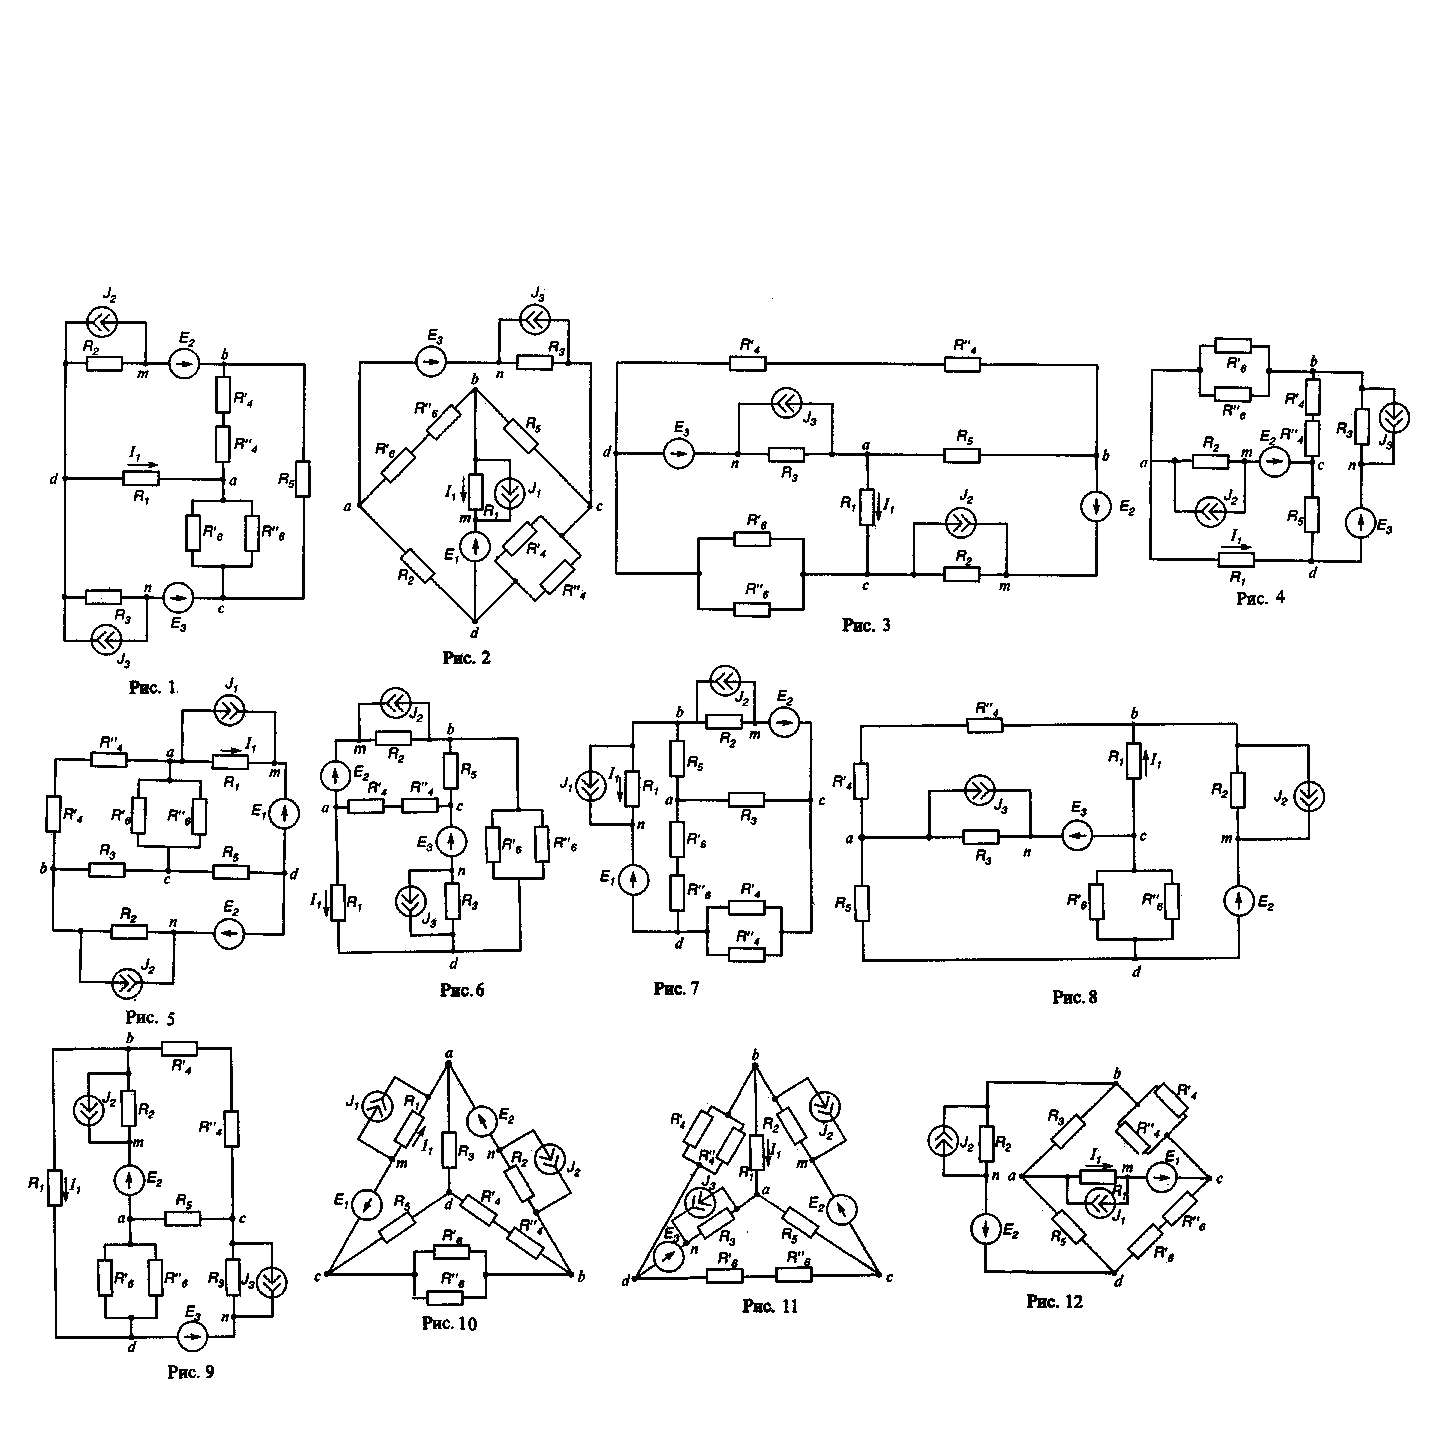 J₂
R₂
m
E₂
b
R'₄
R''₄
I₁
d
R₁
a
R₅
R'₆
R''₆
n
R₃
E₃
c
J₃
Рис. 1
J₃
E₃
n
R₃
b
R''₆
R₅
R'₆
I₁
J₁
R₁
a
m
c
E₁
R'₄
R₂
R''₄
d
Рис. 2
R'₄
R''₄
J₃
E₃
a
R₅
d
n
R₃
b
R₁
I₁
J₂
E₂
R'₆
R₂
R''₆
c
m
Рис. 3
R'₆
b
R''₆
R'₄
R₃
J₃
R₂
m
E₂
R''₄
a
c
n
J₂
R₅
E₃
I₁
R₁
d
Рис. 4
J₁
R''₄
a
I₁
R₁
m
R'₄
R'₆
R''₆
E₁
R₃
R₅
b
c
d
R₂
n
E₂
J₂
Рис. 5
J₂
b
m
R₂
E₂
R₅
R'₄
R''₄
a
c
E₃
R'₆
R''₆
n
I₁
R₁
J₃
R₃
d
Рис. 6
J₂
E₂
b
R₂
m
R₅
J₁
I₁
R₁
a
R₃
c
n
R'₆
E₁
R''₆
R'₄
d
R''₄
Рис. 7
R''₄
b
R'₄
R₁
I₁
R₂
J₂
J₃
E₃
a
R₃
n
c
m
R₅
R'₆
R''₆
E₂
d
Рис. 8
b
R'₄
J₂
R₂
R''₄
m
R₁
I₁
E₂
R₅
a
c
R'₆
R''₆
R₃
J₃
E₃
n
d
Рис. 9
a
J₁
R₁
E₂
I₁
R₃
n
m
R₂
J₂
E₁
R₅
d
R'₄
R''₄
R'₆
c
R''₆
b
Рис. 10
b
R'₄
R₂
J₂
R''₄
I₁
R₁
m
J₃
a
E₂
R₃
R₅
E₃
n
R'₆
R''₆
d
c
Рис. 11
b
R'₄
R₃
J₂
R₂
R''₄
I₁
m
E₁
n
a
R₁
c
J₁
R''₆
E₂
R₅
R'₆
d
Рис. 12